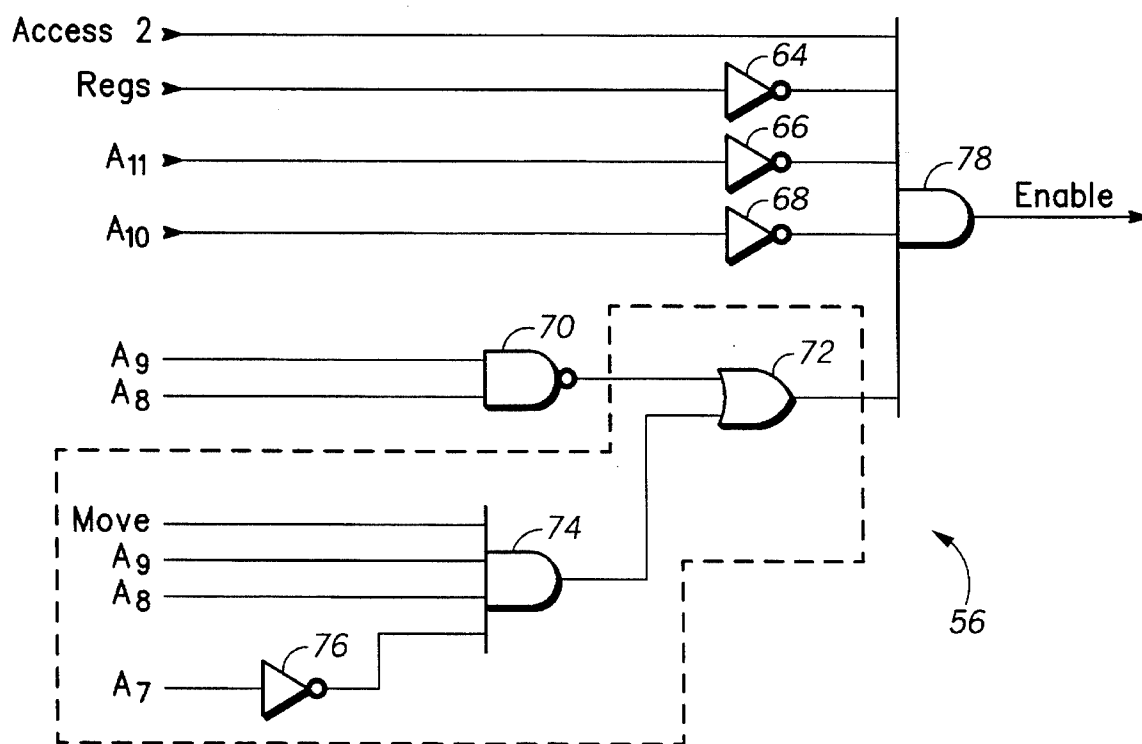 Access 2
Regs
64
A11
66
A10
68
78
Enable
A9
A8
70
72
Move
A9
A8
74
A7
76
56